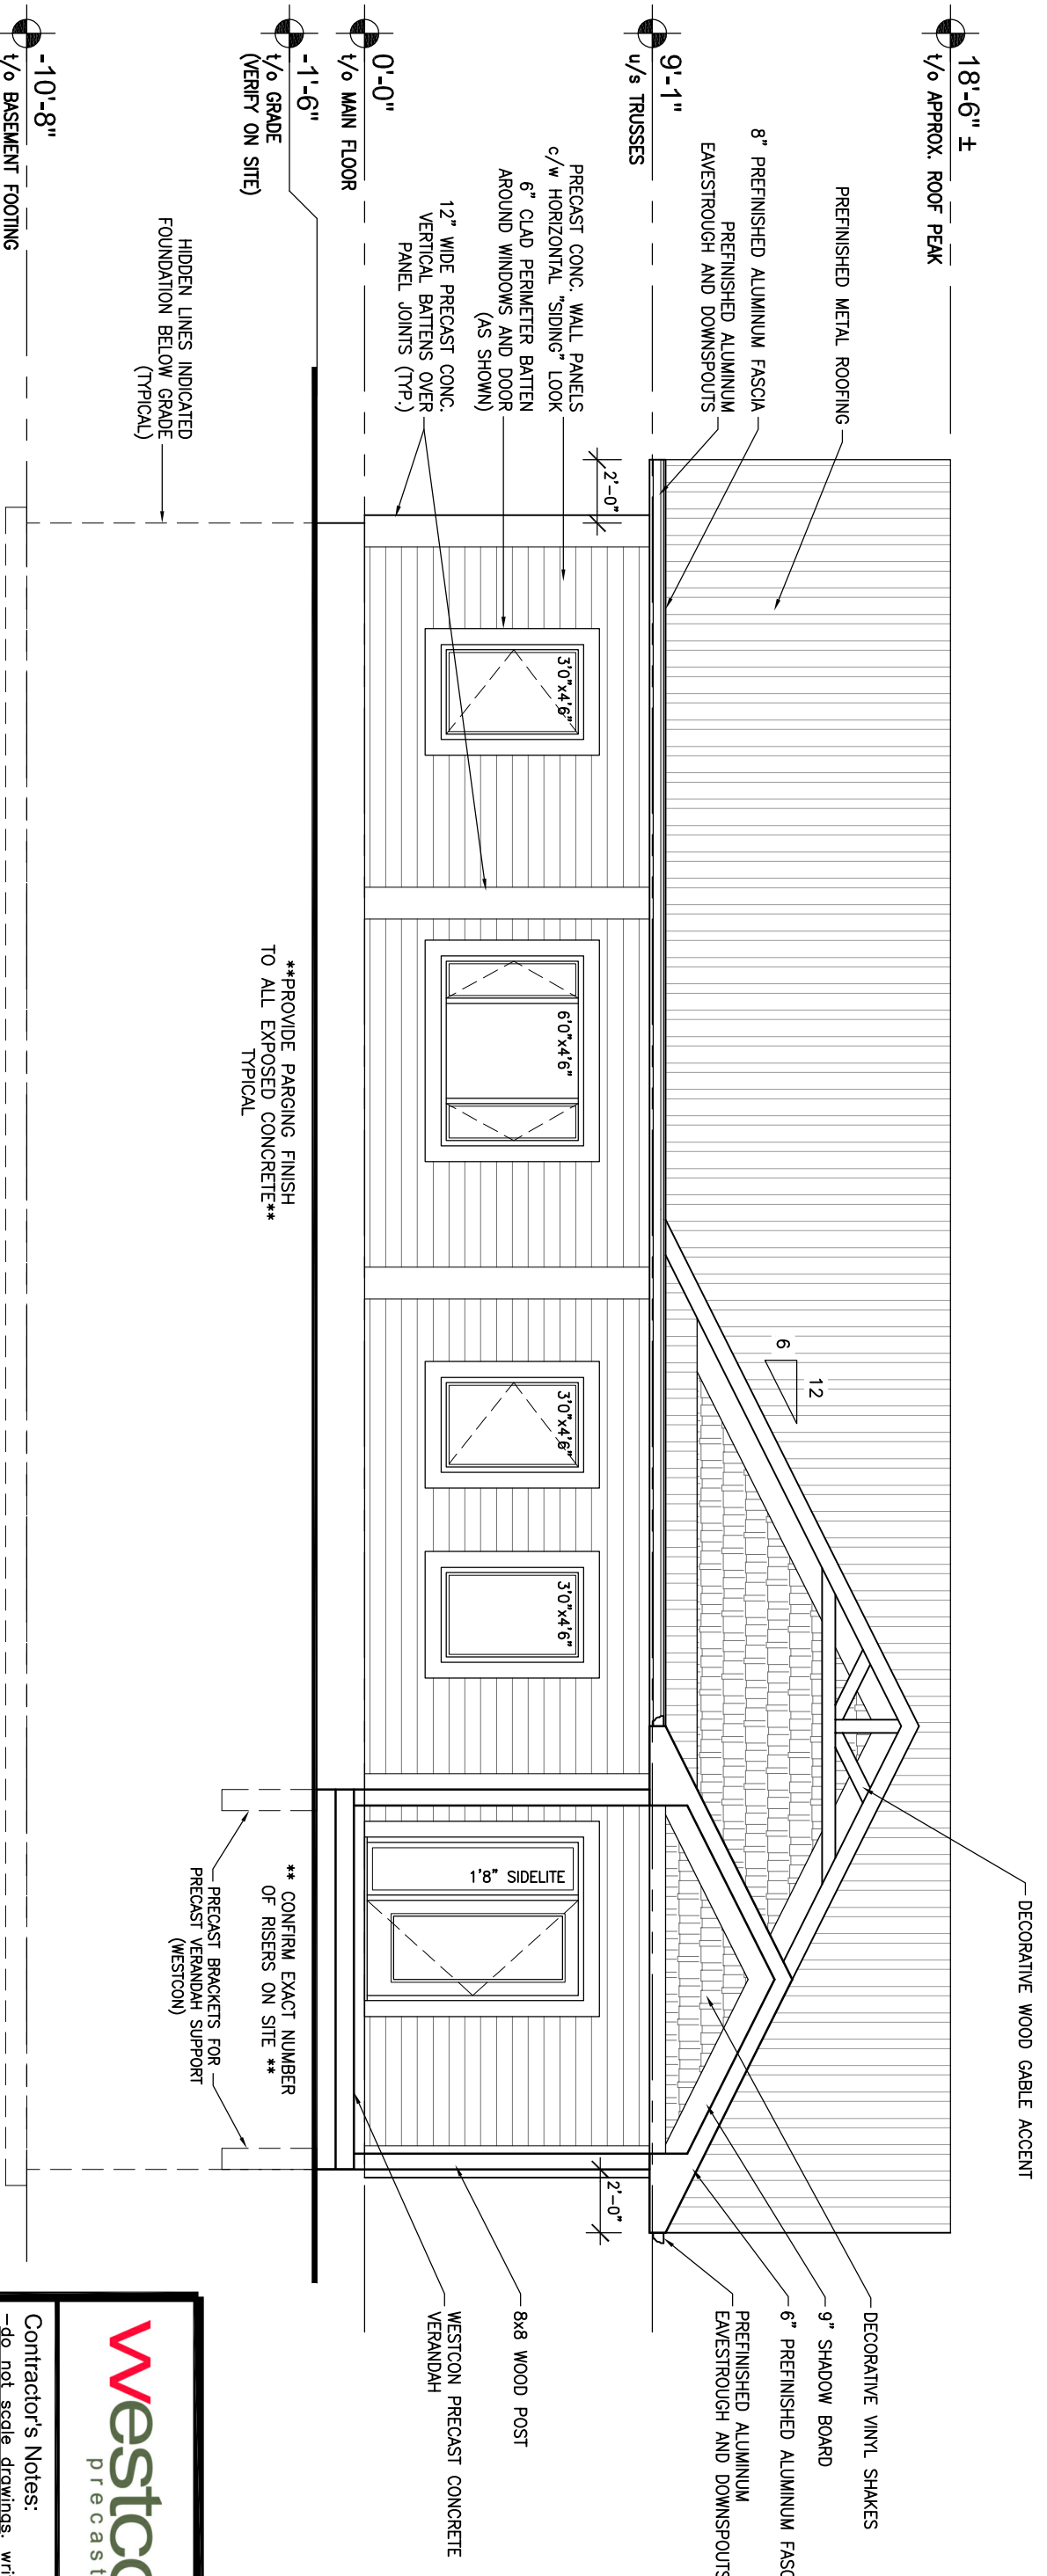 18'-6" ±
t/o APPROX. ROOF PEAK
9'-1"
u/s TRUSSES
0'-0"
t/o MAIN FLOOR
-1'-6"
t/o GRADE
(VERIFY ON SITE)
-10'-8"
t/o BASEMENT FOOTING
PREFINISHED METAL ROOFING
8" PREFINISHED ALUMINUM FASCIA
PREFINISHED ALUMINUM
EAVESTROUGH AND DOWNSPOUTS
PRECAST CONC. WALL PANELS
c/w HORIZONTAL "SIDING" LOOK
6" CLAD PERIMETER BATTEN
AROUND WINDOWS AND DOOR
(AS SHOWN)
12" WIDE PRECAST CONC.
VERTICAL BATTENS OVER
PANEL JOINTS (TYP.)
HIDDEN LINES INDICATED
FOUNDATION BELOW GRADE
(TYPICAL)
2'-0"
3'0"x4'6"
6'0"x4'6"
3'0"x4'6"
3'0"x4'6"
1'8" SIDELITE
6
12
**PROVIDE PARGING FINISH
TO ALL EXPOSED CONCRETE**
TYPICAL
** CONFIRM EXACT NUMBER
OF RISERS ON SITE **
PRECAST BRACKETS FOR
PRECAST VERANDAH SUPPORT
(WESTCON)
2'-0"
DECORATIVE WOOD GABLE ACCENT
DECORATIVE VINYL SHAKES
9" SHADOW BOARD
6" PREFINISHED ALUMINUM FASC
PREFINISHED ALUMINUM
EAVESTROUGH AND DOWNSPOUTS
8x8 WOOD POST
WESTCON PRECAST CONCRETE
VERANDAH
westco
precast
Contractor's Notes:
-do not scale drawings. wri